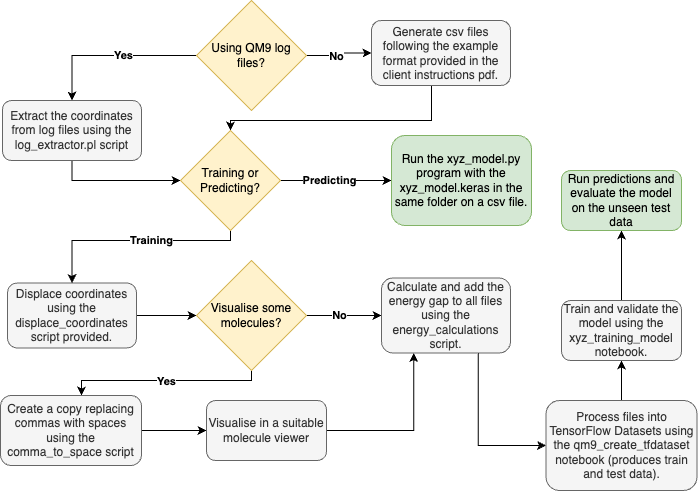 Using QM9 log
files?
Yes
No
Generate csv files
following the example
format provided in the
client instructions pdf.
Extract the coordinates
from log files using the
log_extractor.pl script
Training or
Predicting?
Predicting
Run the xyz_model.py
program with the
xyz_model.keras in the
same folder on a csv file.
Run predictions and
evaluate the model
on the unseen test
data
Training
Displace coordinates
using the
displace_coordinates
script provided.
Visualise some
molecules?
No
Calculate and add the
energy gap to all files
using the
energy_calculations
script.
Train and validate the
model using the
xyz_training_model
notebook.
Yes
Create a copy replacing
commas with spaces
using the
comma_to_space script
Visualise in a suitable
molecule viewer
Process files into
TensorFlow Datasets using
the qm9_create_tfdataset
notebook (produces train
and test data).